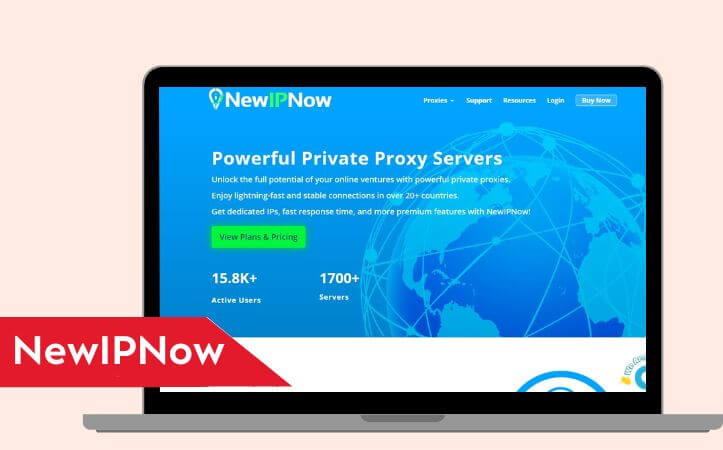 NewIPNow
Proxies
Support
Resources
Login
Buy Now
Powerful Private Proxy Servers
Unlock the full potential of your online ventures with powerful private proxies.
Enjoy lightning-fast and stable connections in over 20+ countries.
Get dedicated IPs, fast response time, and more premium features with NewIPNow!
View Plans & Pricing
15.8K+
Active Users
1700+
Servers
NewIPNow